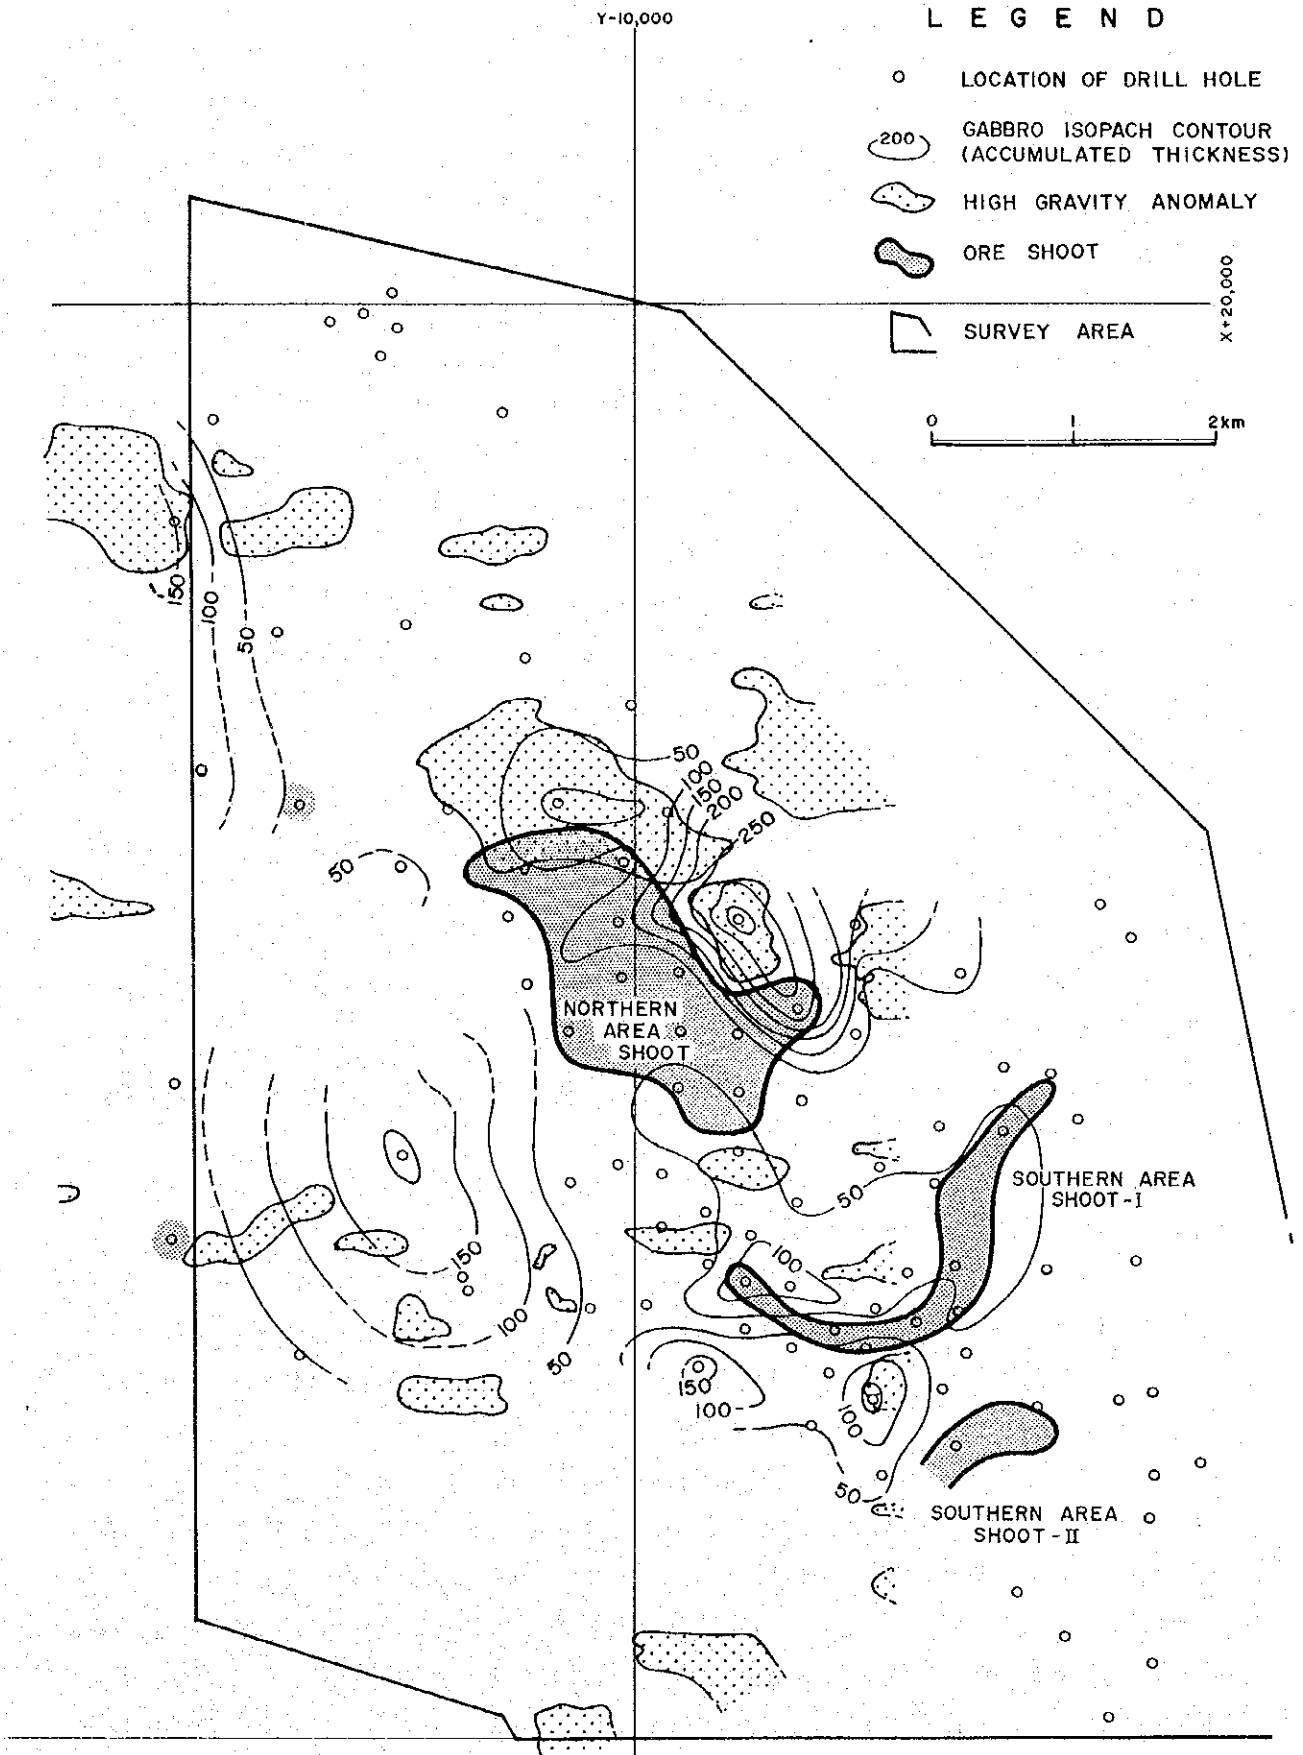 Y-10,000
L E G E N D
LOCATION OF DRILL HOLE
200
GABBRO ISOPACH CONTOUR
(ACCUMULATED THICKNESS)
HIGH GRAVITY ANOMALY
ORE SHOOT
X+20,000
SURVEY AREA
0 1 2km
150
100
50
50
100
150
200
250
50
NORTHERN
AREA
SHOOT
SOUTHERN AREA
SHOOT-I
50
100
150
100
50
150
100
100
50
SOUTHERN AREA
SHOOT-II